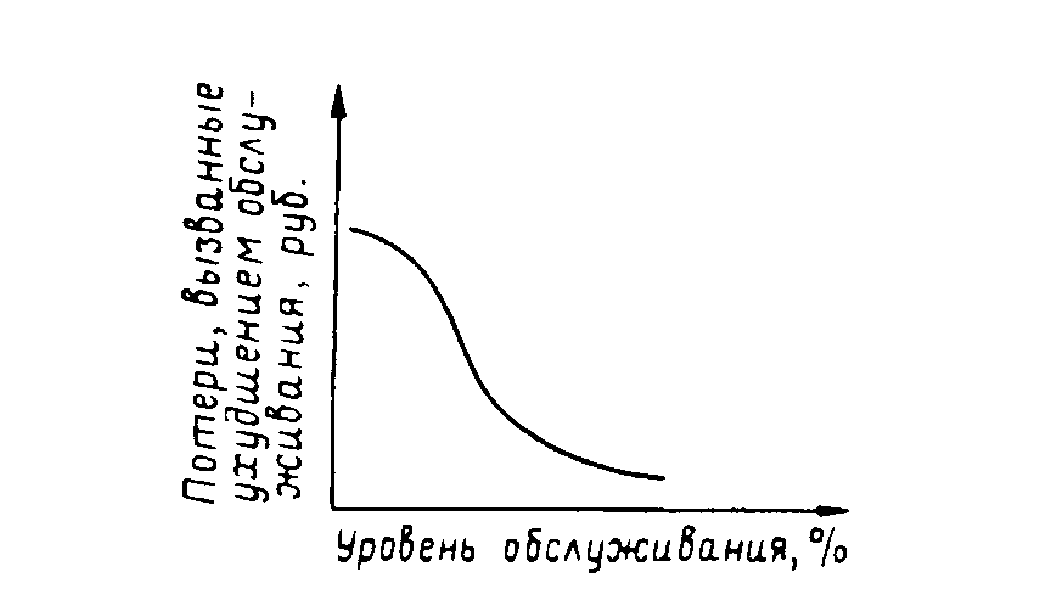 Потери, вызванные
ухудшением обслу-
живания, руб.
Уровень обслуживания, %